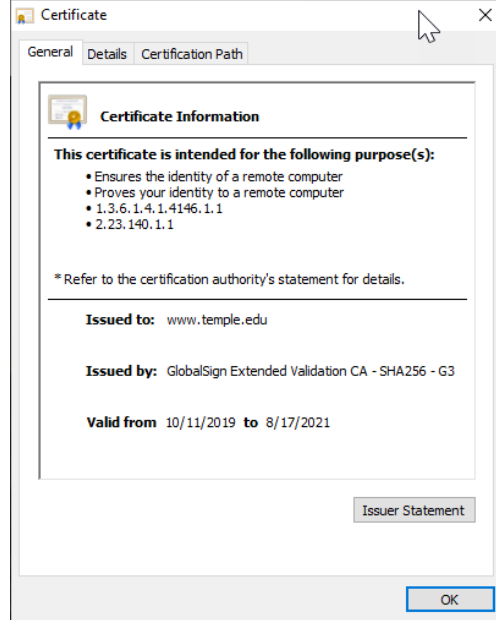 Certificate
General Details Certification Path
Certificate Information
This certificate is intended for the following purpose(s):
• Ensures the identity of a remote computer
• Proves your identity to a remote computer
• 1.3.6.1.4.1.4146.1.1
• 2.23.140.1.1
* Refer to the certification authority's statement for details.
Issued to: www.temple.edu
Issued by: GlobalSign Extended Validation CA - SHA256 - G3
Valid from 10/11/2019 to 8/17/2021
Issuer Statement
OK